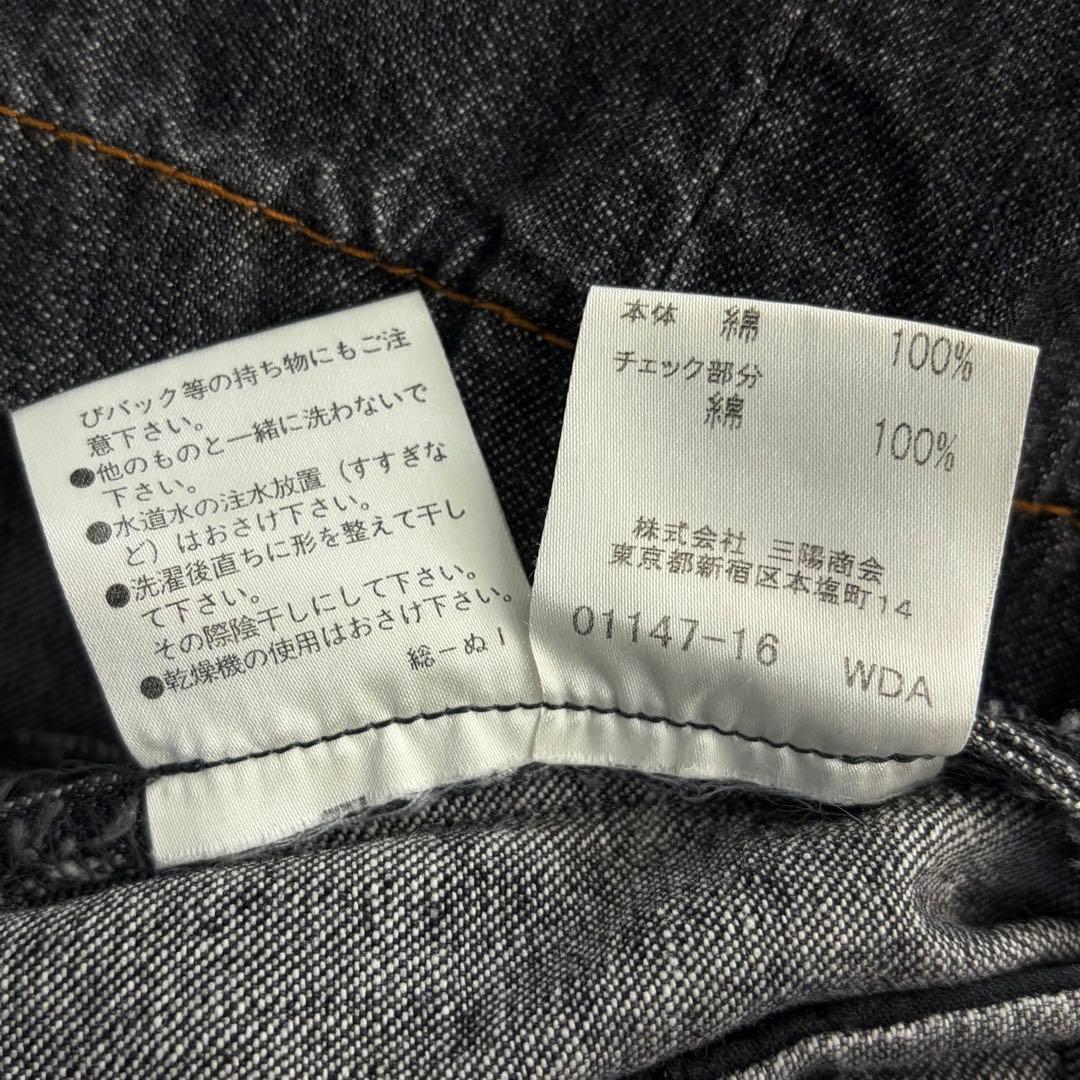 びバック等の持ち物にもご注
意下さい。
●他のものと一緒に洗わないで
下さい。
●水道水の注水放置（すすぎな
ど）はおさけ下さい。
●洗濯後直ちに形を整えて干し
て下さい。
その際陰干しにして下さい。
●乾燥機の使用はおさけ下さい。
総－ぬ１
本体 綿 100%
チェック部分
綿 100%
株式会社 三陽商会
東京都新宿区本塩町14
01147-16 WDA